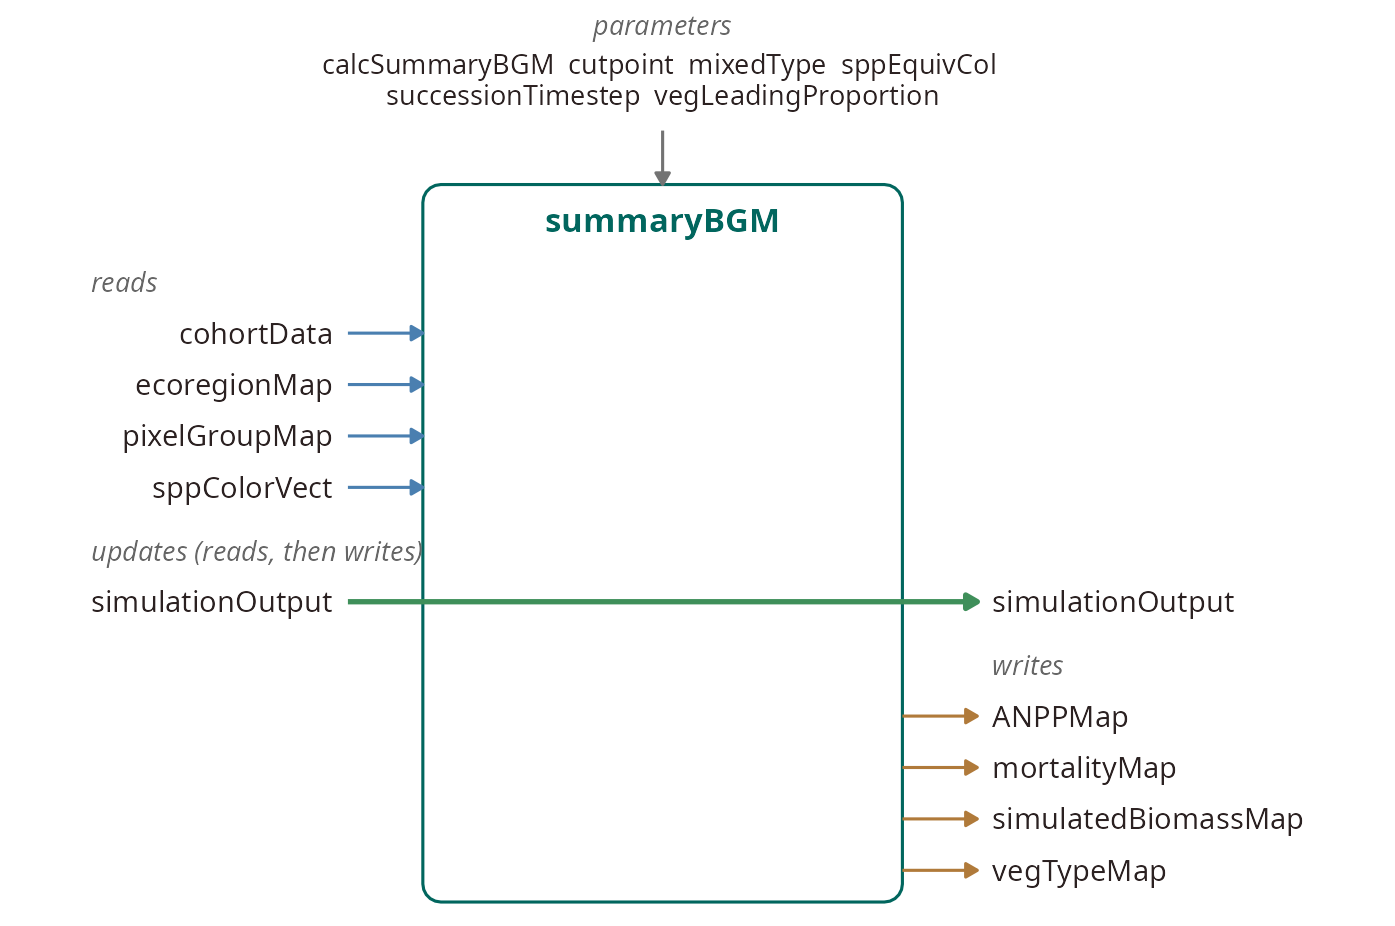 parameters
calcSummaryBGM cutpoint mixedType sppEquivCol
successionTimestep vegLeadingProportion
summaryBGM
reads
cohortData
ecoregionMap
pixelGroupMap
sppColorVect
updates (reads, then writes)
simulationOutput
simulationOutput
writes
ANPPMap
mortalityMap
simulatedBiomassMap
vegTypeMap